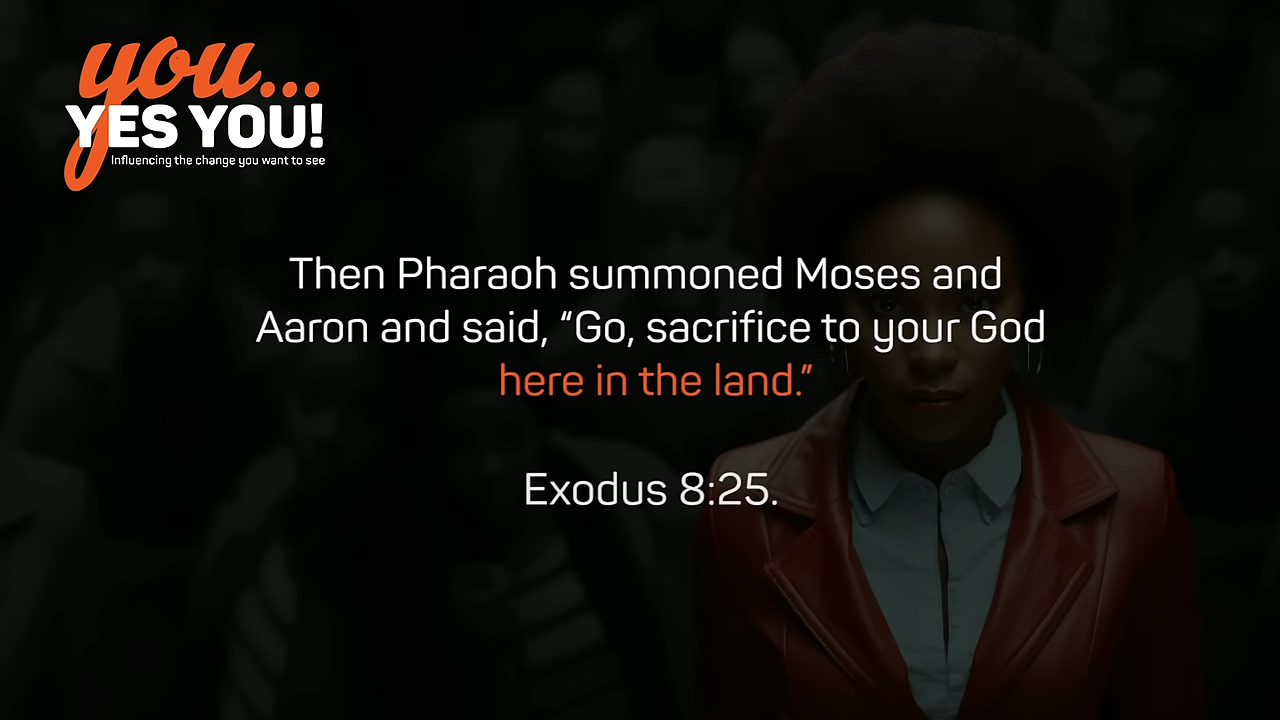 you...
YES YOU!
Influencing the change you want to see
Then Pharaoh summoned Moses and
Aaron and said, “Go, sacrifice to your God
here in the land.”
Exodus 8:25.